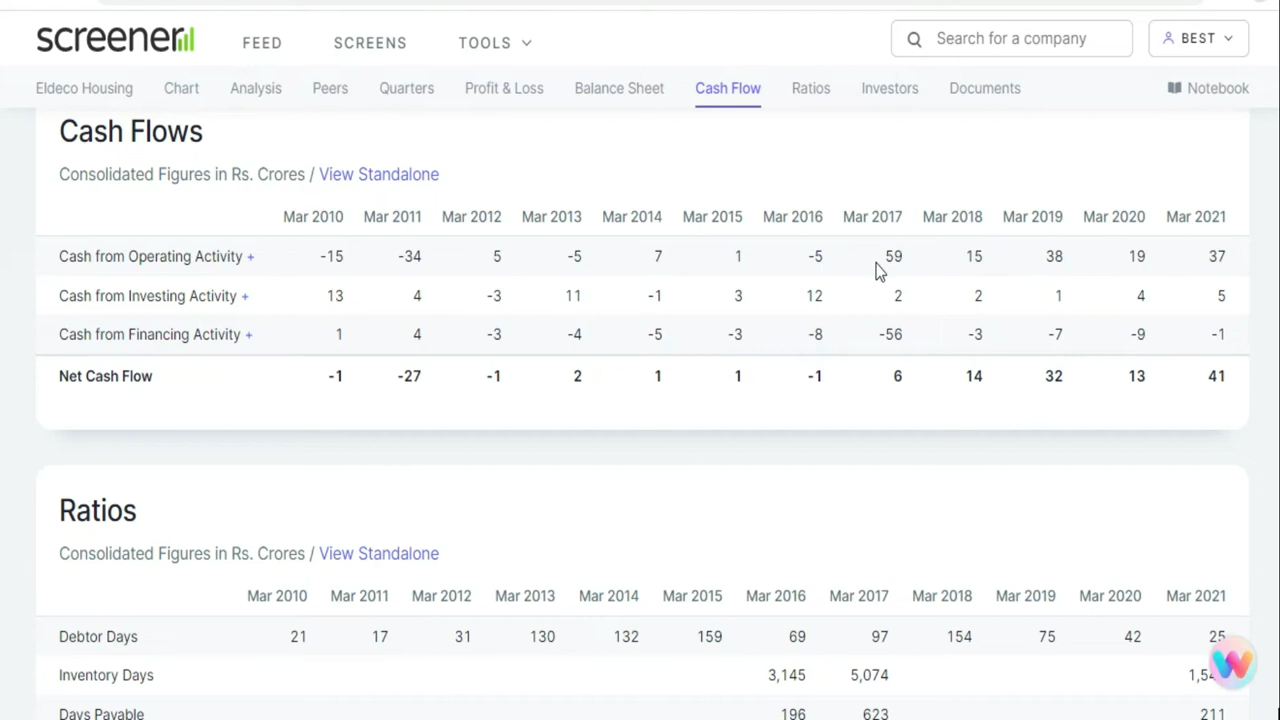 screener FEED SCREENS TOOLS Search for a company BEST
Eldeco Housing Chart Analysis Peers Quarters Profit & Loss Balance Sheet Cash Flow Ratios Investors Documents Notebook
Cash Flows
Consolidated Figures in Rs. Crores / View Standalone
Mar 2010 Mar 2011 Mar 2012 Mar 2013 Mar 2014 Mar 2015 Mar 2016 Mar 2017 Mar 2018 Mar 2019 Mar 2020 Mar 2021
Cash from Operating Activity + -15 -34 5 -5 7 1 -5 59 15 38 19 37
Cash from Investing Activity + 13 4 -3 11 -1 3 12 2 2 1 4 5
Cash from Financing Activity + 1 4 -3 -4 -5 -3 -8 -56 -3 -7 -9 -1
Net Cash Flow -1 -27 -1 2 1 1 -1 6 14 32 13 41
Ratios
Consolidated Figures in Rs. Crores / View Standalone
Mar 2010 Mar 2011 Mar 2012 Mar 2013 Mar 2014 Mar 2015 Mar 2016 Mar 2017 Mar 2018 Mar 2019 Mar 2020 Mar 2021
Debtor Days 21 17 31 130 132 159 69 97 154 75 42 25
Inventory Days 3,145 5,074
Days Payable 196 623 211